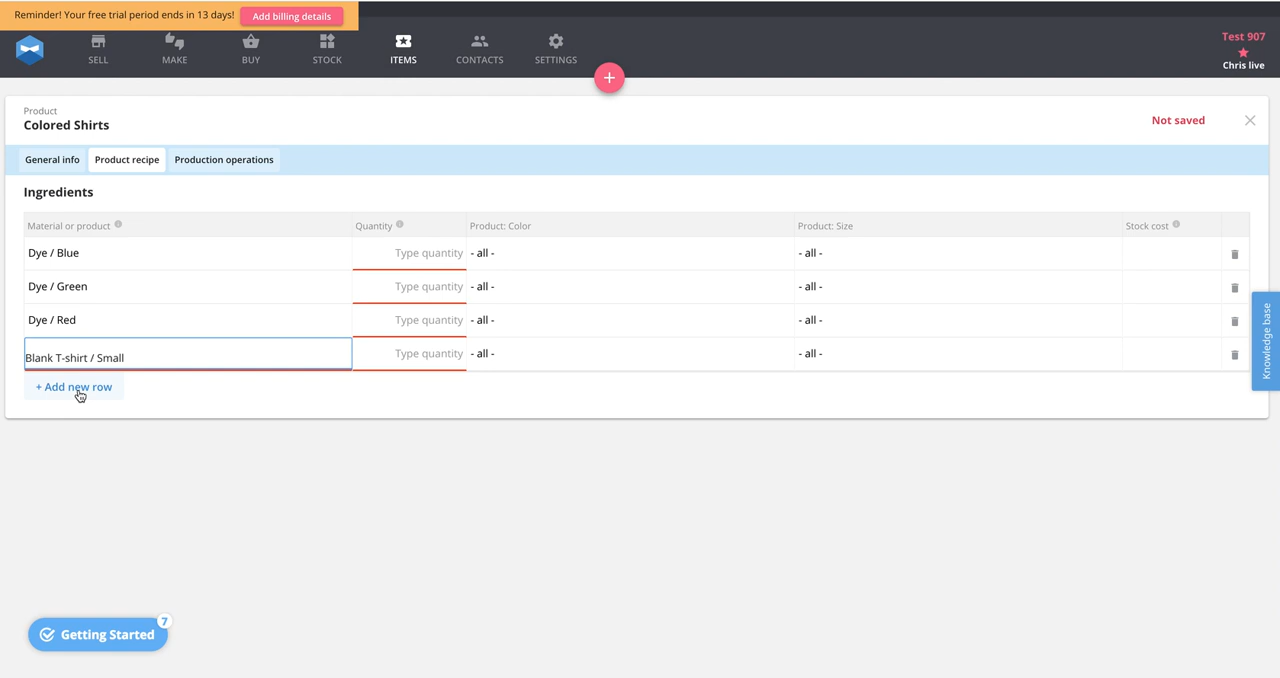 Reminder! Your free trial period ends in 13 days! Add billing details
SELL MAKE BUY STOCK ITEMS CONTACTS SETTINGS
Test 907
Chris live
+
Product
Colored Shirts
Not saved
General info Product recipe Production operations
Ingredients
Material or product Quantity Product: Color Product: Size Stock cost
Dye / Blue Type quantity - all - - all -
Dye / Green Type quantity - all - - all -
Dye / Red Type quantity - all - - all -
Blank T-shirt / Small Type quantity - all - - all -
+ Add new row
Knowledge base
Getting Started 7